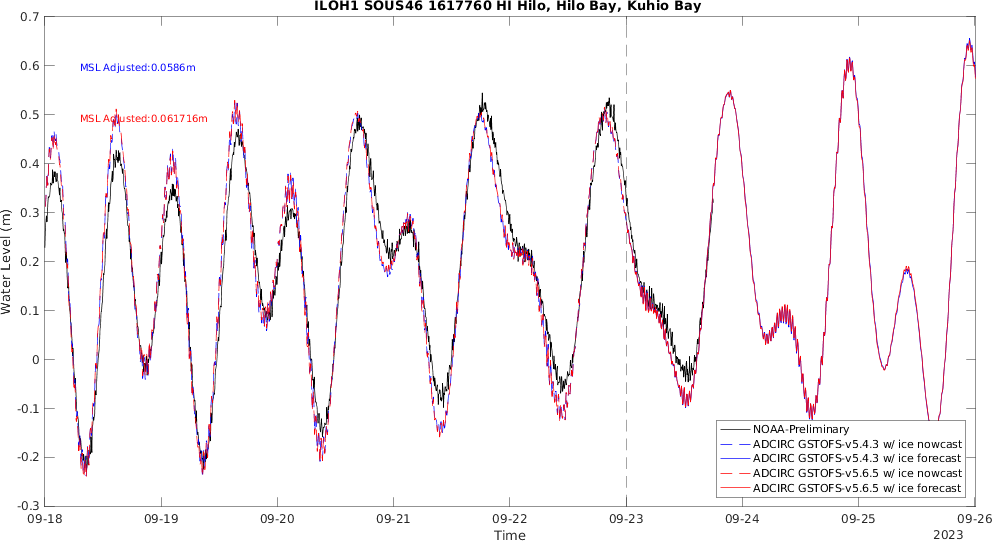 ILOH1 SOUS46 1617760 HI Hilo, Hilo Bay, Kuhio Bay
0.7
0.6
0.5
0.4
0.3
0.2
0.1
0
-0.1
-0.2
-0.3
Water Level (m)
MSL Adjusted:0.0586m
MSL Adjusted:0.061716m
NOAA-Preliminary
ADCIRC GSTOFS-v5.4.3 w/ ice nowcast
ADCIRC GSTOFS-v5.4.3 w/ ice forecast
ADCIRC GSTOFS-v5.6.5 w/ ice nowcast
ADCIRC GSTOFS-v5.6.5 w/ ice forecast
09-18 09-19 09-20 09-21 09-22 09-23 09-24 09-25 09-26
Time
2023